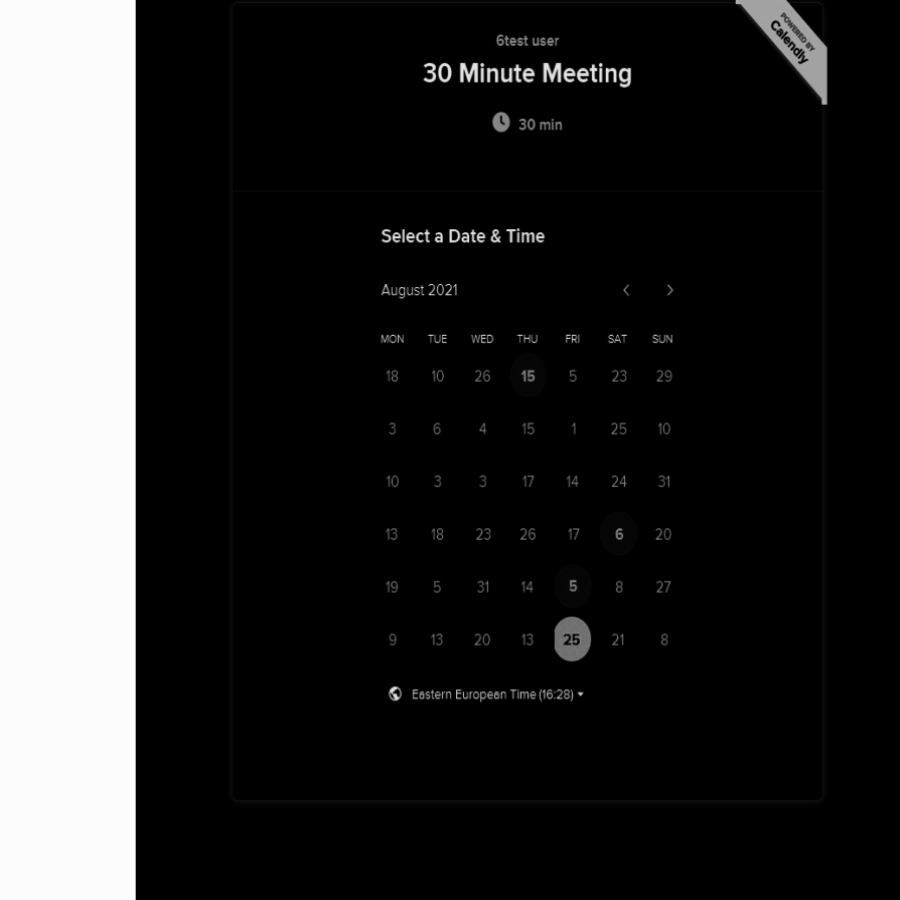 POWERED BY
Calendly
6test user
30 Minute Meeting
30 min
Select a Date & Time
August 2021
MON TUE WED THU FRI SAT SUN
18 10 26 15 5 23 29
3 6 4 15 1 25 10
10 3 3 17 14 24 31
13 18 23 26 17 6 20
19 5 31 14 5 8 27
9 13 20 13 25 21 8
Eastern European Time (16:28)